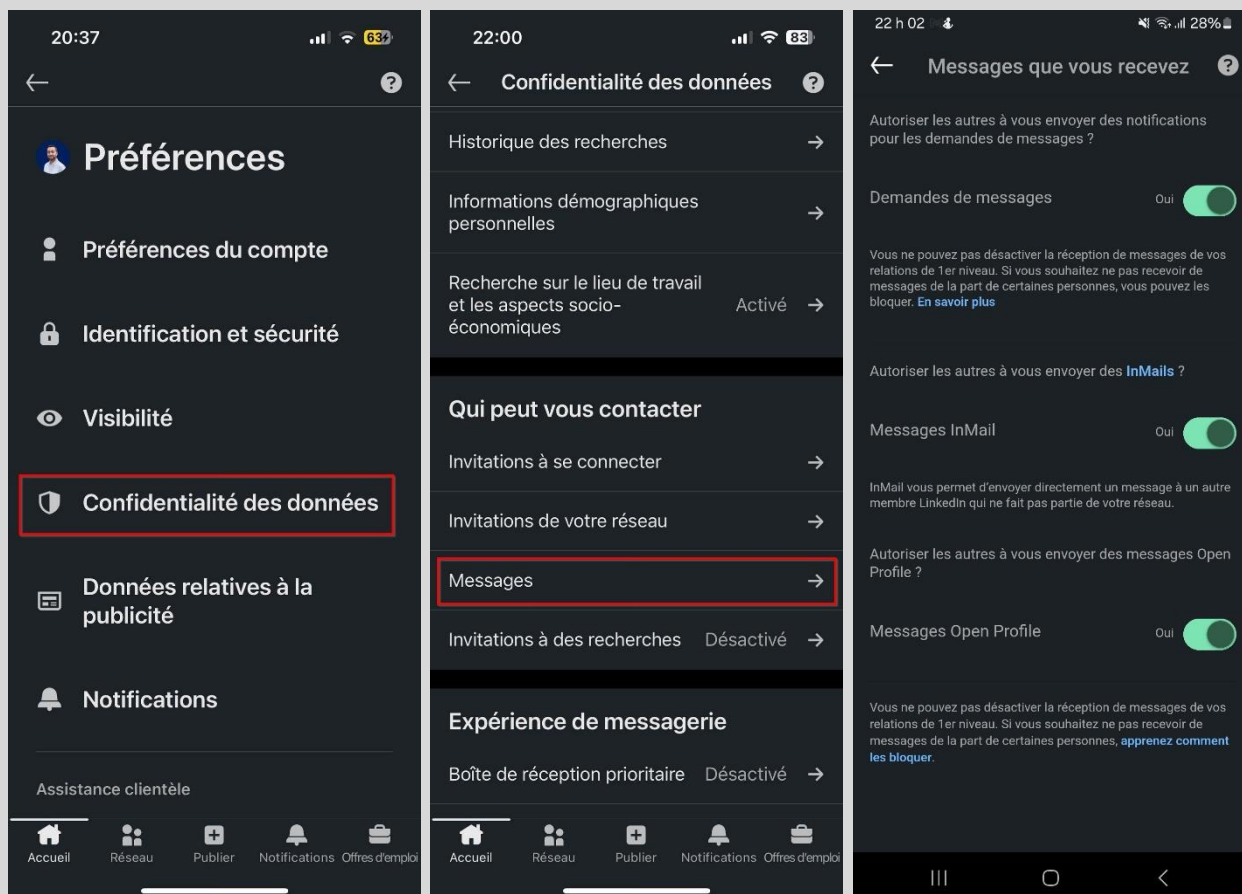 20:37
63
Préférences
Préférences du compte
Identification et sécurité
Visibilité
Confidentialité des données
Données relatives à la
publicité
Notifications
Assistance clientèle
Accueil
Réseau
Publier
Notifications
Offres d'emploi
22:00
83
Confidentialité des données
Historique des recherches
Informations démographiques
personnelles
Recherche sur le lieu de travail
et les aspects socio-
économiques
Activé
Qui peut vous contacter
Invitations à se connecter
Invitations de votre réseau
Messages
Invitations à des recherches Désactivé
Expérience de messagerie
Boîte de réception prioritaire Désactivé
Accueil
Réseau
Publier
Notifications
Offres d'emploi
22 h 02
28%
Messages que vous recevez
Autoriser les autres à vous envoyer des notifications
pour les demandes de messages ?
Demandes de messages Oui
Vous ne pouvez pas désactiver la réception de messages de vos
relations de 1er niveau. Si vous souhaitez ne pas recevoir de
messages de la part de certaines personnes, vous pouvez les
bloquer. En savoir plus
Autoriser les autres à vous envoyer des InMails ?
Messages InMail Oui
InMail vous permet d'envoyer directement un message à un autre
membre LinkedIn qui ne fait pas partie de votre réseau.
Autoriser les autres à vous envoyer des messages Open
Profile ?
Messages Open Profile Oui
Vous ne pouvez pas désactiver la réception de messages de vos
relations de 1er niveau. Si vous souhaitez ne pas recevoir de
messages de la part de certaines personnes, apprenez comment
les bloquer.